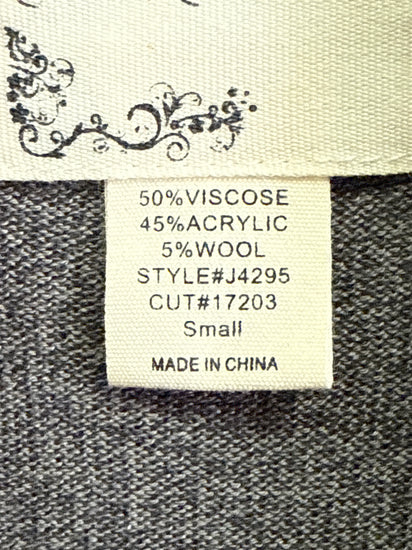 50%VISCOSE
45%ACRYLIC
5%WOOL
STYLE#J4295
CUT#17203
Small
MADE IN CHINA